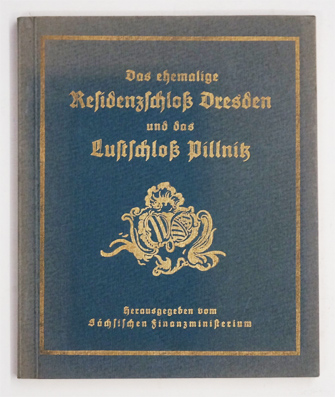 Das ehemalige
Residenzschloß Dresden
und das
Lustschloß Pillnitz
Herausgegeben vom
Sächsischen Finanzministerium